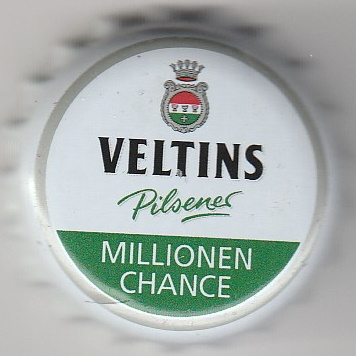 VELTINS
Pilsener
MILLIONEN
CHANCE